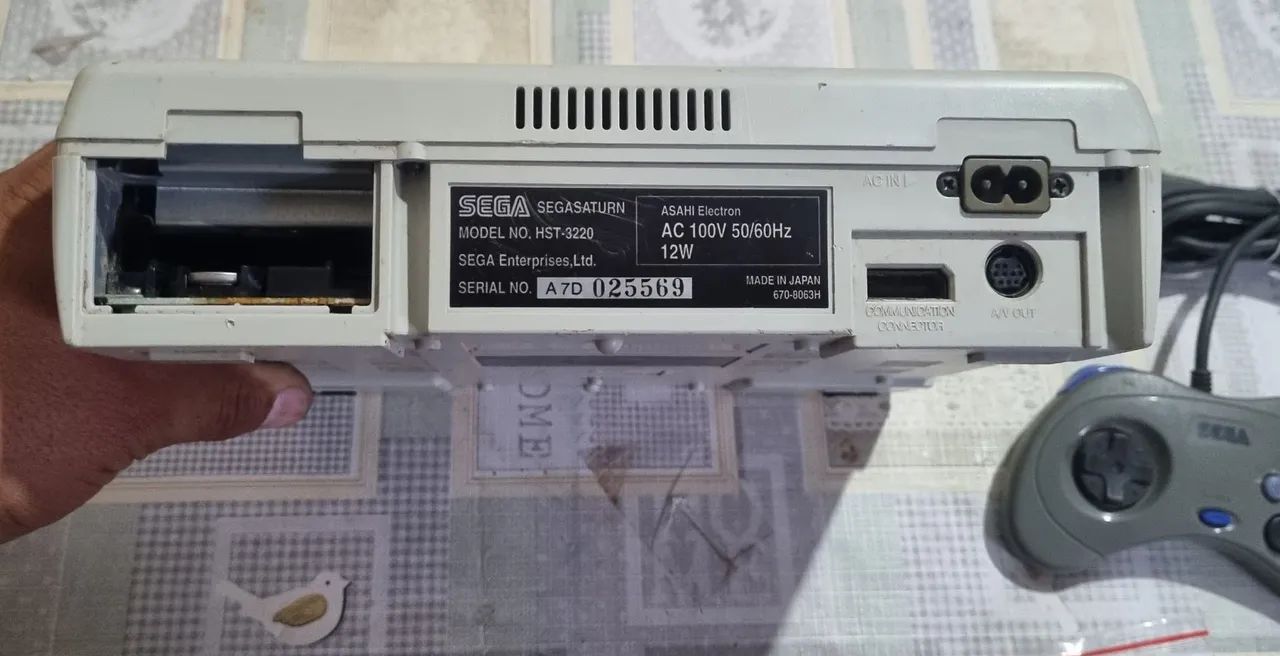 SEGA SEGASATURN
MODEL NO. HST-3220
SEGA Enterprises,Ltd.
SERIAL NO. A7D 025569
ASAHI Electron
AC 100V 50/60Hz
12W
MADE IN JAPAN
670-8063H
AC IN
COMMUNICATION
CONNECTOR
A/V OUT
OME
SEGA